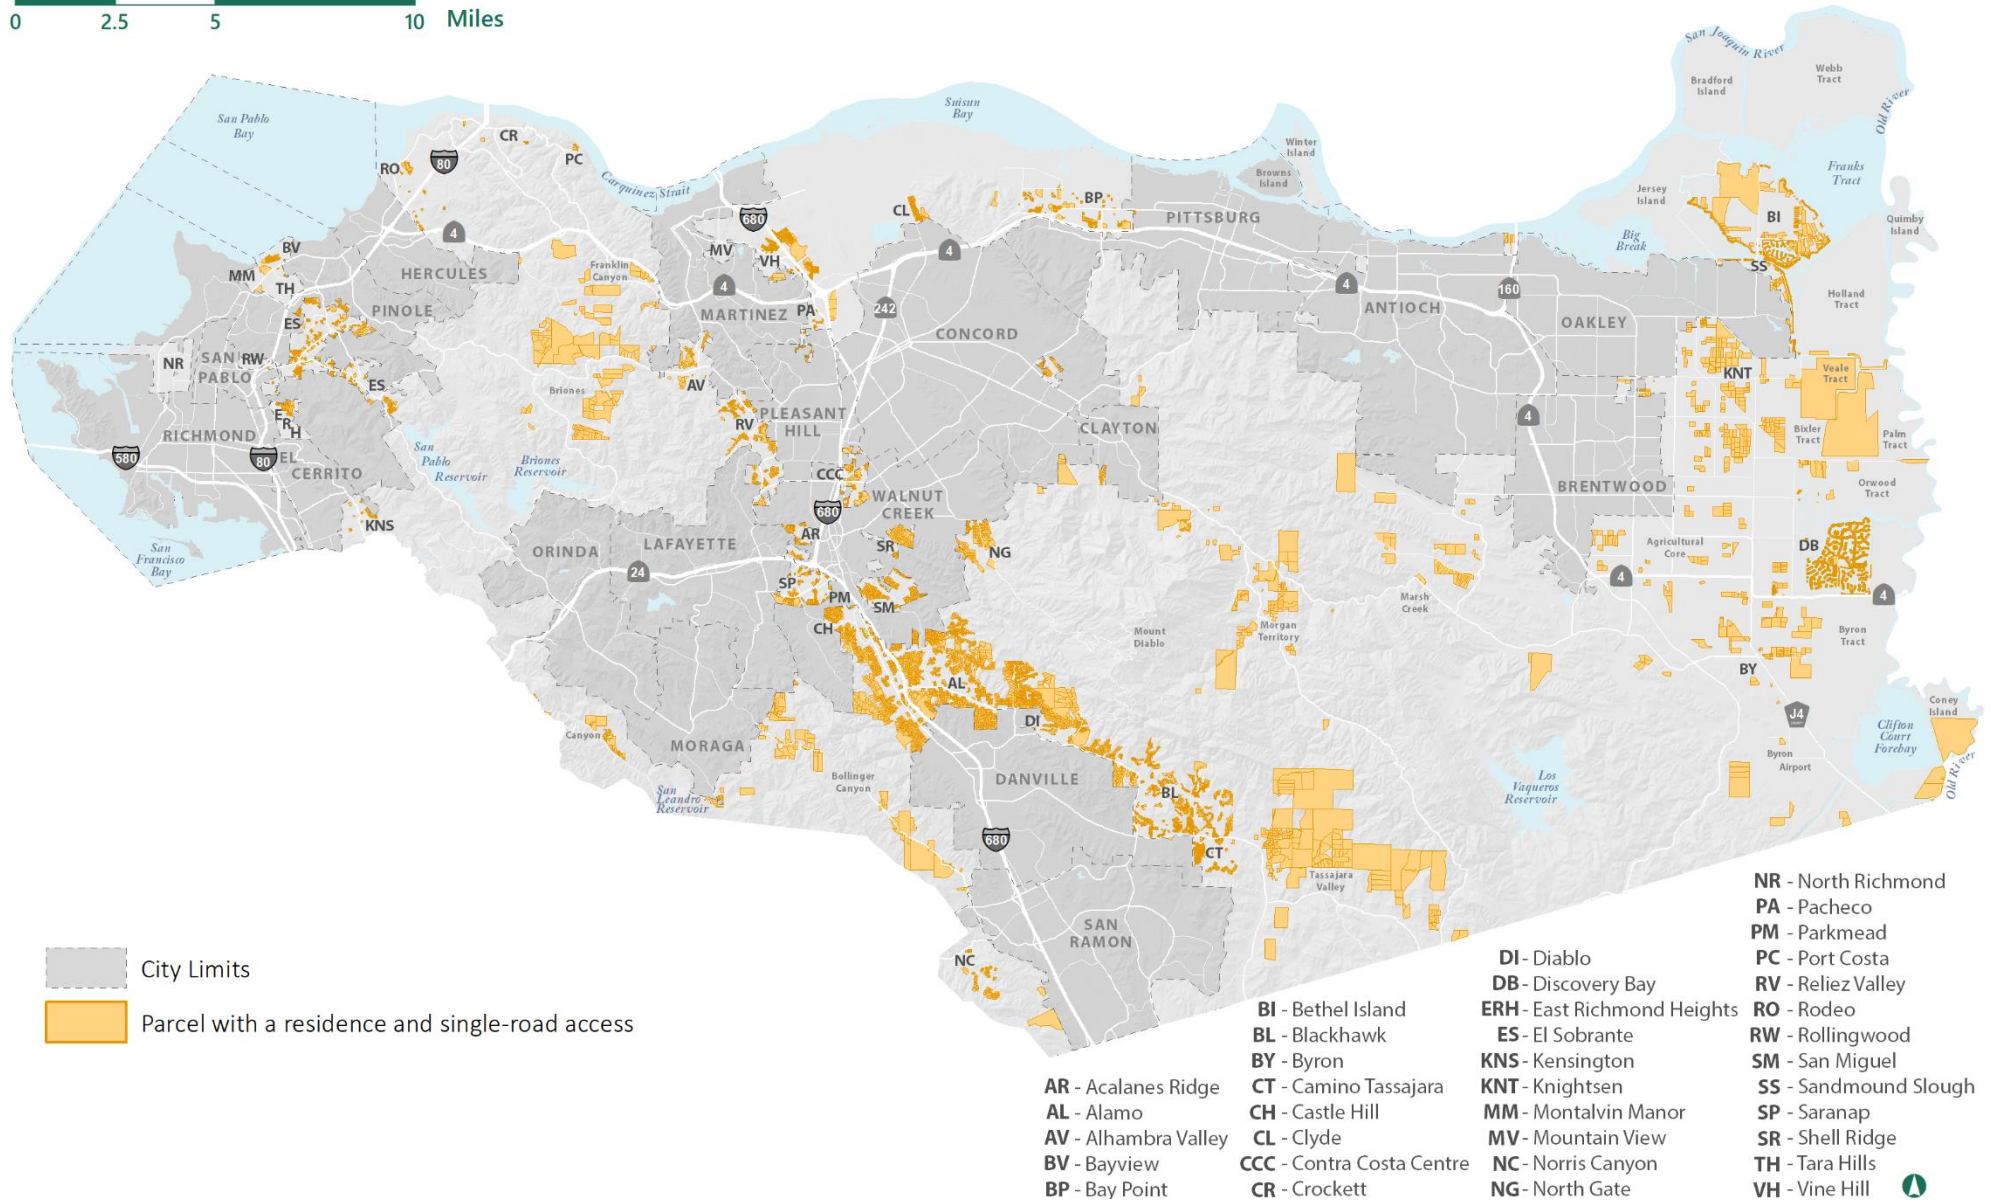 0 2.5 5 10 Miles
San Joaquin River
Webb
Tract
Bradford
Island
Old River
Suisun
Bay
San Pablo
Bay
CR
PC
80
RO
Carquinez Strait
Winter
Island
Browns
Island
Franks
Tract
Jersey
Island
BI
Quimby
Island
CL
BP
PITTSBURG
680
4
MV
VH
4
BV
MM
TH
HERCULES
Franklin
Canyon
Big
Break
SS
4
4
160
Holland
Tract
ES
PINOLE
MARTINEZ
PA
242
CONCORD
ANTIOCH
OAKLEY
NR
SAN
PABLO
RW
ES
AV
Briones
KNT
Veale
Tract
E
R
H
RICHMOND
RV
PLEASANT
HILL
CLAYTON
4
Bixler
Tract
Palm
Tract
580
80
EL
CERRITO
San
Pablo
Reservoir
Briones
Reservoir
CCC
WALNUT
CREEK
BRENTWOOD
Orwood
Tract
680
KNS
San
Francisco
Bay
ORINDA
LAFAYETTE
AR
SR
NG
Agricultural
Core
DB
24
SP
PM
SM
4
4
CH
Marsh
Creek
Mount
Diablo
Morgan
Territory
Byron
Tract
BY
AL
DI
J4
Coney
Island
Clifton
Court
Forebay
Canyon
MORAGA
Byron
Airport
Old River
Bollinger
Canyon
DANVILLE
San
Leandro
Reservoir
BL
Los
Vaqueros
Reservoir
680
CT
Tassajara
Valley
SAN
RAMON
NC
City Limits
Parcel with a residence and single-road access
AR - Acalanes Ridge
AL - Alamo
AV - Alhambra Valley
BV - Bayview
BP - Bay Point
BI - Bethel Island
BL - Blackhawk
BY - Byron
CT - Camino Tassajara
CH - Castle Hill
CL - Clyde
CCC - Contra Costa Centre
CR - Crockett
DI - Diablo
DB - Discovery Bay
ERH - East Richmond Heights
ES - El Sobrante
KNS - Kensington
KNT - Knightsen
MM - Montalvin Manor
MV - Mountain View
NC - Norris Canyon
NG - North Gate
NR - North Richmond
PA - Pacheco
PM - Parkmead
PC - Port Costa
RV - Reliez Valley
RO - Rodeo
RW - Rollingwood
SM - San Miguel
SS - Sandmound Slough
SP - Saranap
SR - Shell Ridge
TH - Tara Hills
VH - Vine Hill